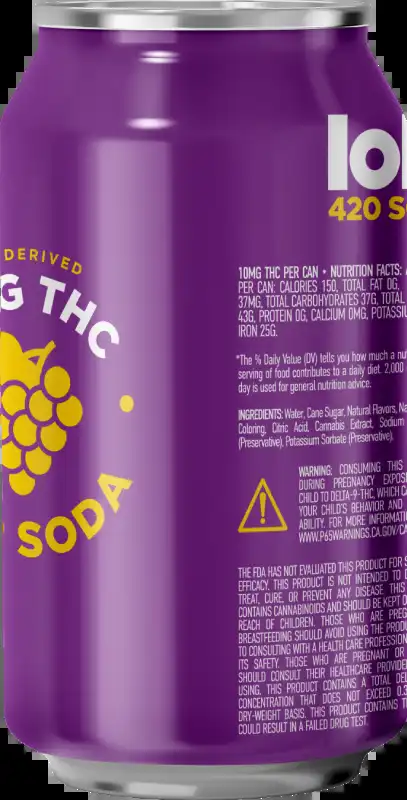 DERIVED
G THC
SODA
lol
420 S
10MG THC PER CAN • NUTRITION FACTS:
PER CAN: CALORIES 150, TOTAL FAT 0G,
37MG, TOTAL CARBOHYDRATES 37G, TOTAL
43G, PROTEIN 0G, CALCIUM 0MG, POTASSIU
IRON 25G.
*The % Daily Value (DV) tells you how much a nut
serving of food contributes to a daily diet. 2,000
day is used for general nutrition advice.
INGREDIENTS: Water, Cane Sugar, Natural Flavors, Na
Coloring, Citric Acid, Cannabis Extract, Sodium
(Preservative), Potassium Sorbate (Preservative).
WARNING: CONSUMING THIS
DURING PREGNANCY EXPOS
CHILD TO DELTA-9-THC, WHICH CA
YOUR CHILD'S BEHAVIOR AND
ABILITY. FOR MORE INFORMATI
WWW.P65WARNINGS.CA.GOV/CA
THE FDA HAS NOT EVALUATED THIS PRODUCT FOR S
EFFICACY. THIS PRODUCT IS NOT INTENDED TO D
TREAT, CURE, OR PREVENT ANY DISEASE. THIS
CONTAINS CANNABINOIDS AND SHOULD BE KEPT O
REACH OF CHILDREN. THOSE WHO ARE PREG
BREASTFEEDING SHOULD AVOID USING THE PRODU
TO CONSULTING WITH A HEALTH CARE PROFESSION
ITS SAFETY. THOSE WHO ARE PREGNANT OR
SHOULD CONSULT THEIR HEALTHCARE PROVIDE
USING. THIS PRODUCT CONTAINS A TOTAL DEL
CONCENTRATION THAT DOES NOT EXCEED 0.3
DRY-WEIGHT BASIS. THIS PRODUCT CONTAINS T
COULD RESULT IN A FAILED DRUG TEST.